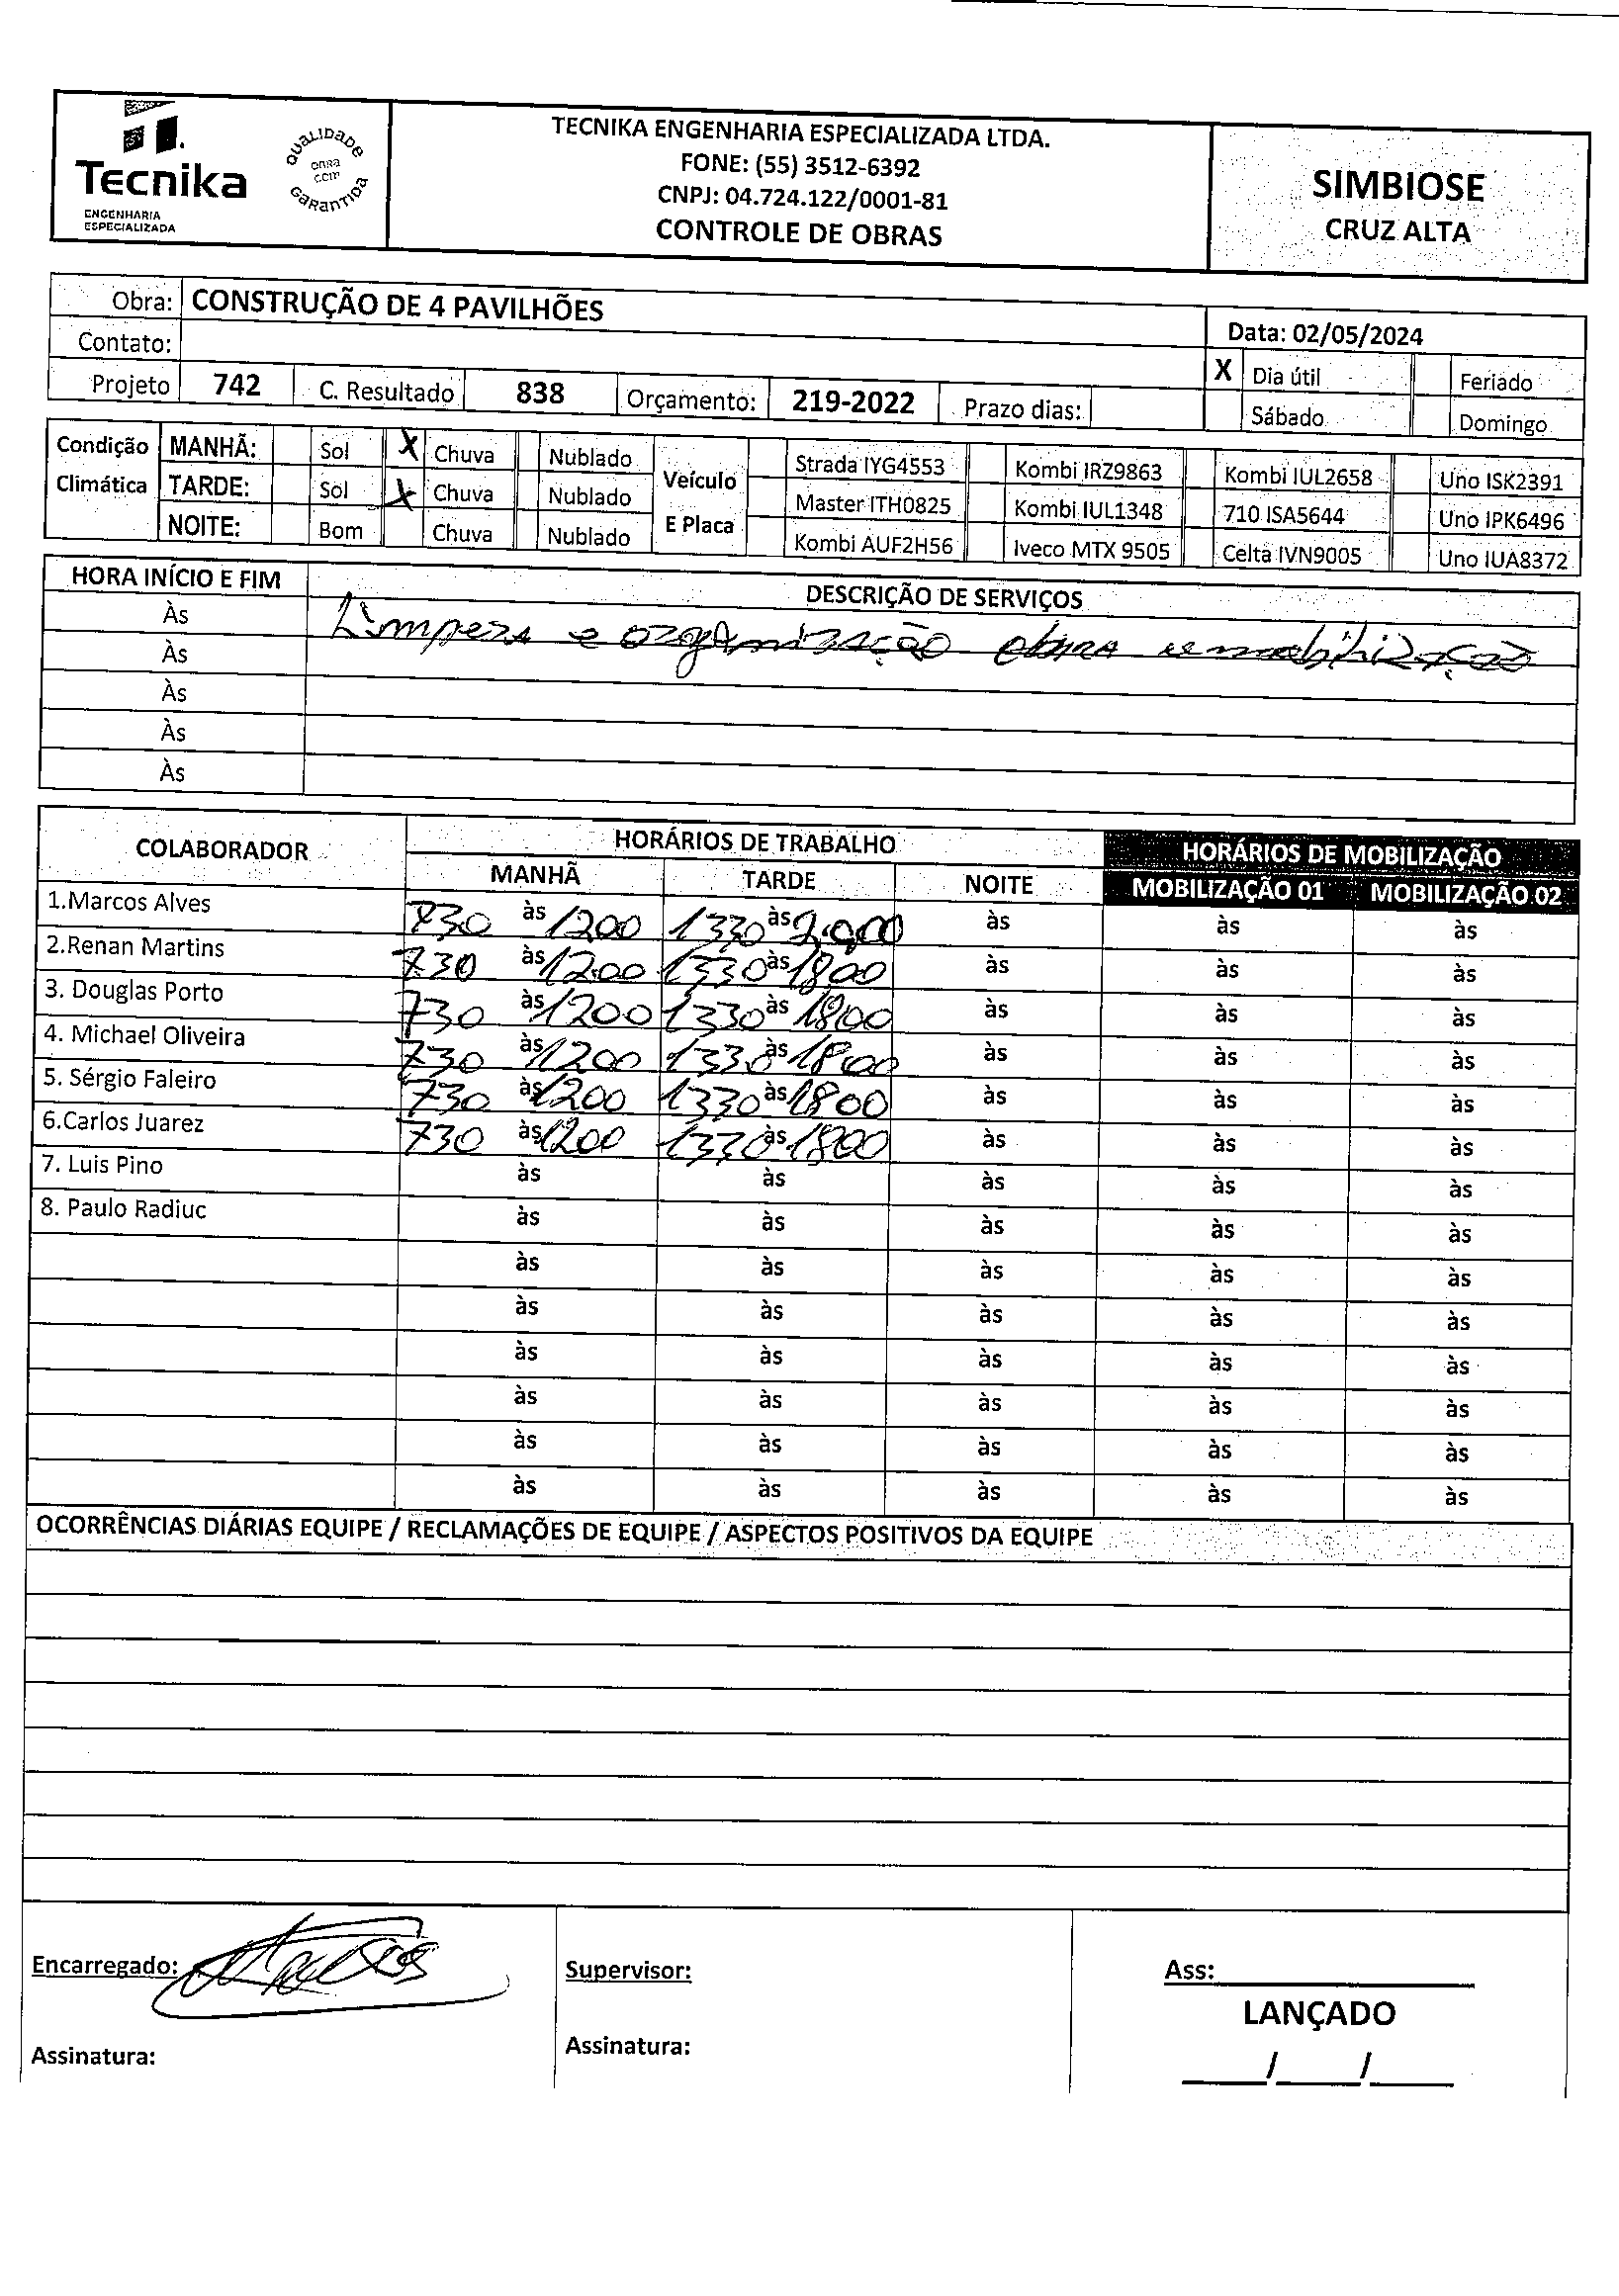 Tecnika
ENGENHARIA
ESPECIALIZADA
QUALIDADE
GARANTIDA
TECNIKA ENGENHARIA ESPECIALIZADA LTDA.
FONE: (55) 3512-6392
CNPJ: 04.724.122/0001-81
CONTROLE DE OBRAS
SIMBIOSE
CRUZ ALTA
Obra: CONSTRUÇÃO DE 4 PAVILHÕES
Contato:
Projeto 742 C. Resultado 838 Orçamento: 219-2022 Prazo dias:
Data: 02/05/2024
X Dia útil Feriado
Sábado Domingo
Condição Climática
MANHÃ: Sol X Chuva Nublado
TARDE: Sol X Chuva Nublado
NOITE: Bom Chuva Nublado
Veículo E Placa
Strada IYG4553 Kombi IRZ9863 Kombi IUL2658 Uno ISK2391
Master ITH0825 Kombi IUL1348 710 ISA5644 Uno IPK6496
Kombi AUF2H56 Iveco MTX 9505 Celta IVN9005 Uno IUA8372
HORA INÍCIO E FIM DESCRIÇÃO DE SERVIÇOS
Às Limpeza e organização obra
Às
Às
Às
Às
COLABORADOR HORÁRIOS DE TRABALHO HORÁRIOS DE MOBILIZAÇÃO
MANHÃ TARDE NOITE MOBILIZAÇÃO 01 MOBILIZAÇÃO 02
1.Marcos Alves 730 às 1200 1330 às às às às
2.Renan Martins 730 às 1200 1330 às 1800 às às às
3. Douglas Porto 730 às 1200 1330 às 1800 às às às
4. Michael Oliveira 730 às 1200 1330 às 1800 às às às
5. Sérgio Faleiro 730 às 1200 1330 às 1800 às às às
6.Carlos Juarez 730 às 1200 1330 às 1800 às às às
7. Luis Pino às às às às às
8. Paulo Radiuc às às às às às
às às às às às
às às às às às
às às às às às
às às às às às
às às às às às
às às às às às
OCORRÊNCIAS DIÁRIAS EQUIPE / RECLAMAÇÕES DE EQUIPE / ASPECTOS POSITIVOS DA EQUIPE
Encarregado:
Assinatura:
Supervisor:
Assinatura:
Ass:
LANÇADO
____/____/____